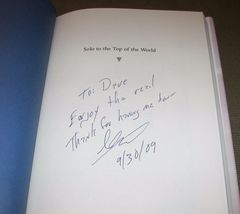 Solo to the Top of the World
To: Dave
Enjoy the read
Thanks for having me down
9/30/09